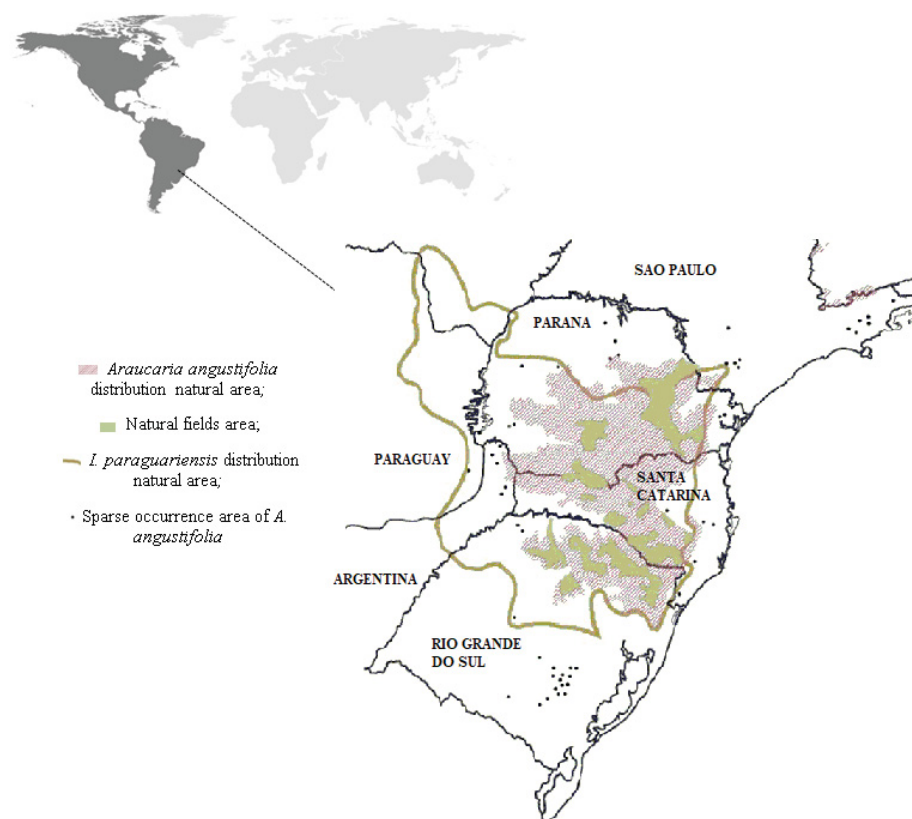 SAO PAULO
PARANA
Araucaria angustifolia
distribution natural area;
Natural fields area;
I. paraguariensis distribution
natural area;
Sparse occurrence area of A.
angustifolia
PARAGUAY
SANTA
CATARINA
ARGENTINA
RIO GRANDE
DO SUL